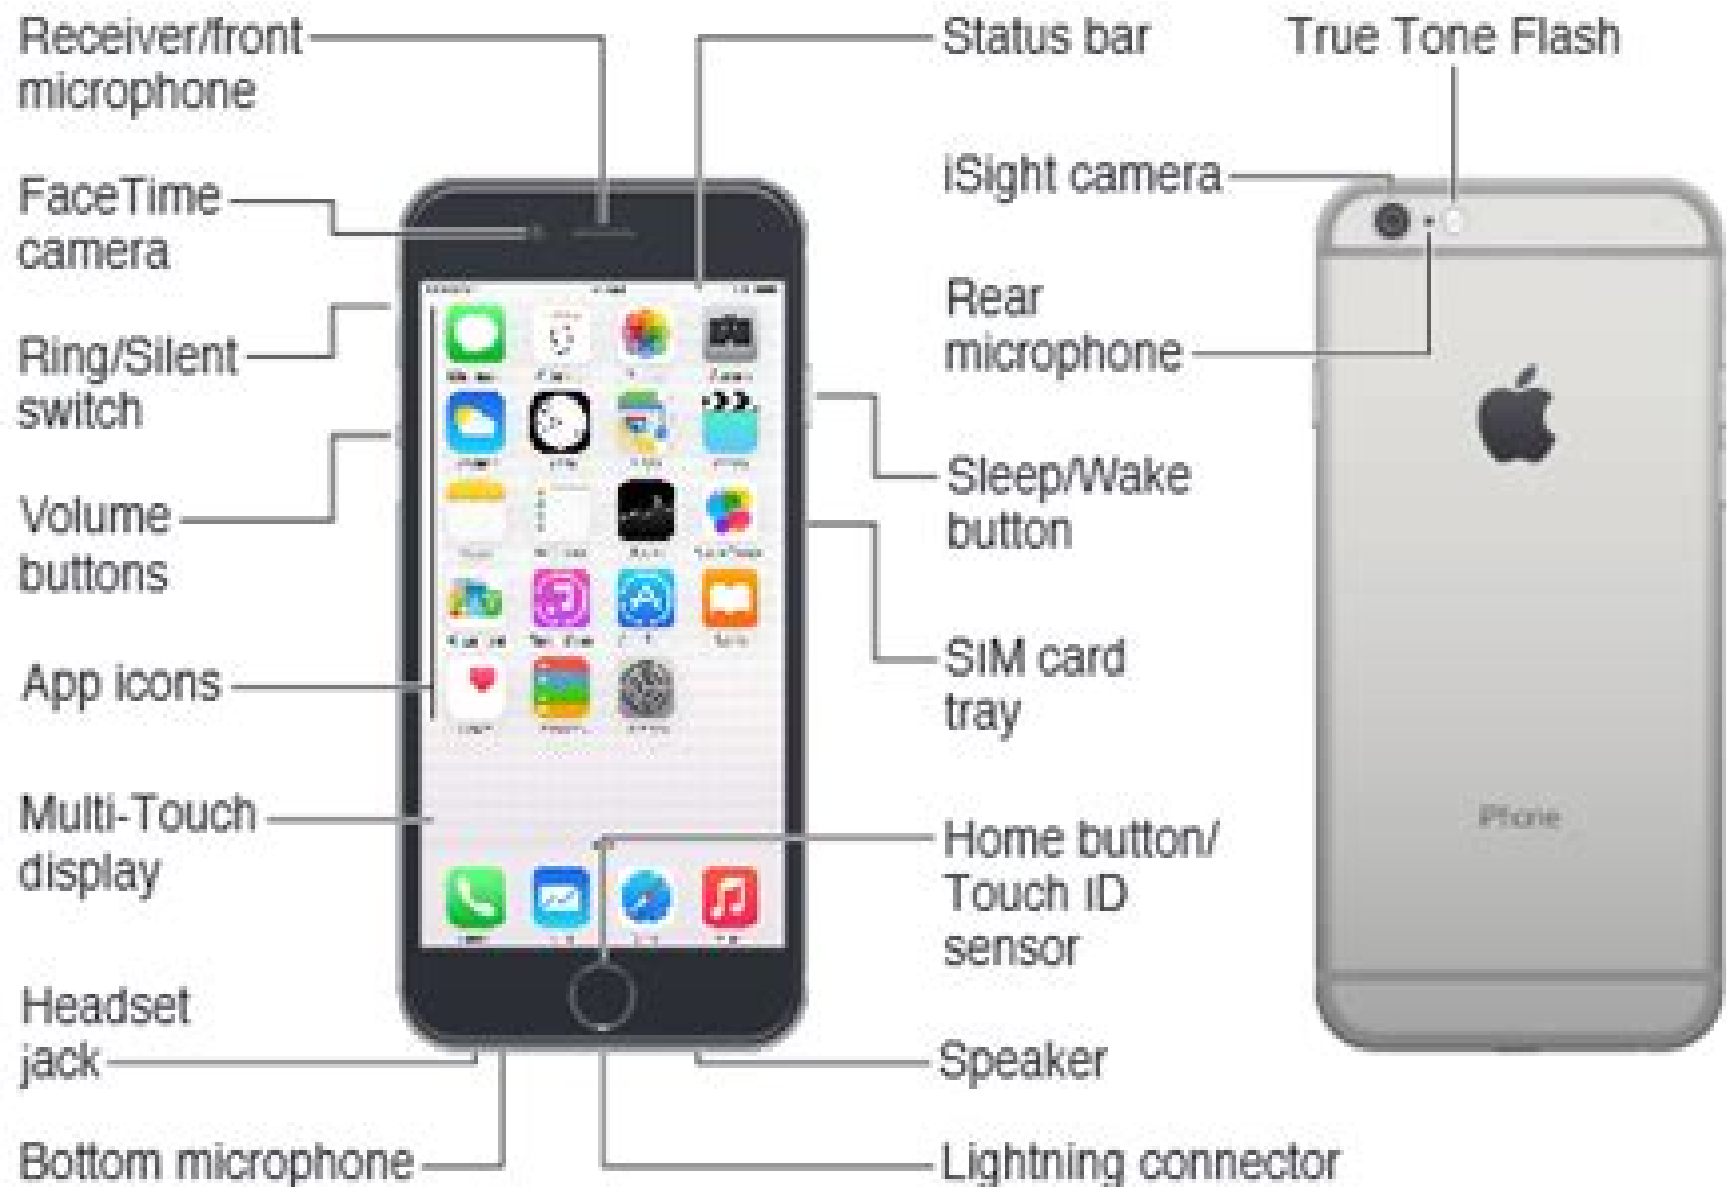 Receiver/front
microphone
FaceTime
camera
Ring/Silent
switch
Volume
buttons
App icons
Multi-Touch
display
Headset
jack
Bottom microphone
Status bar
True Tone Flash
iSight camera
Rear
microphone
Sleep/Wake
button
SIM card
tray
Home button/
Touch ID
sensor
Speaker
Lightning connector
iPhone